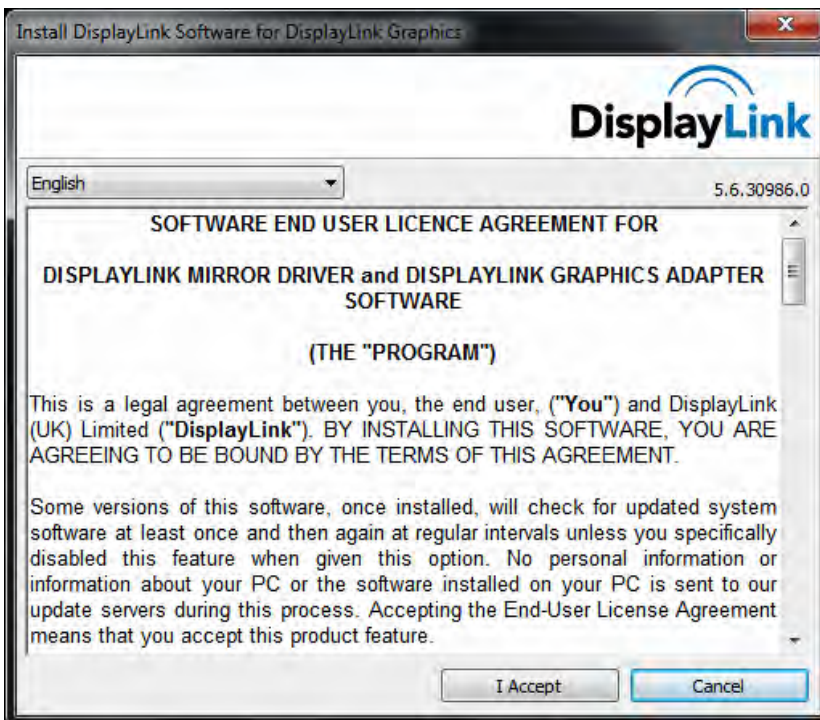 Install DisplayLink Software for DisplayLink Graphics
DisplayLink
English
5.6.30986.0
SOFTWARE END USER LICENCE AGREEMENT FOR
DISPLAYLINK MIRROR DRIVER and DISPLAYLINK GRAPHICS ADAPTER
SOFTWARE
(THE "PROGRAM")
This is a legal agreement between you, the end user, ("You") and DisplayLink
(UK) Limited ("DisplayLink"). BY INSTALLING THIS SOFTWARE, YOU ARE
AGREEING TO BE BOUND BY THE TERMS OF THIS AGREEMENT.
Some versions of this software, once installed, will check for updated system
software at least once and then again at regular intervals unless you specifically
disabled this feature when given this option. No personal information or
information about your PC or the software installed on your PC is sent to our
update servers during this process. Accepting the End-User License Agreement
means that you accept this product feature.
I Accept
Cancel